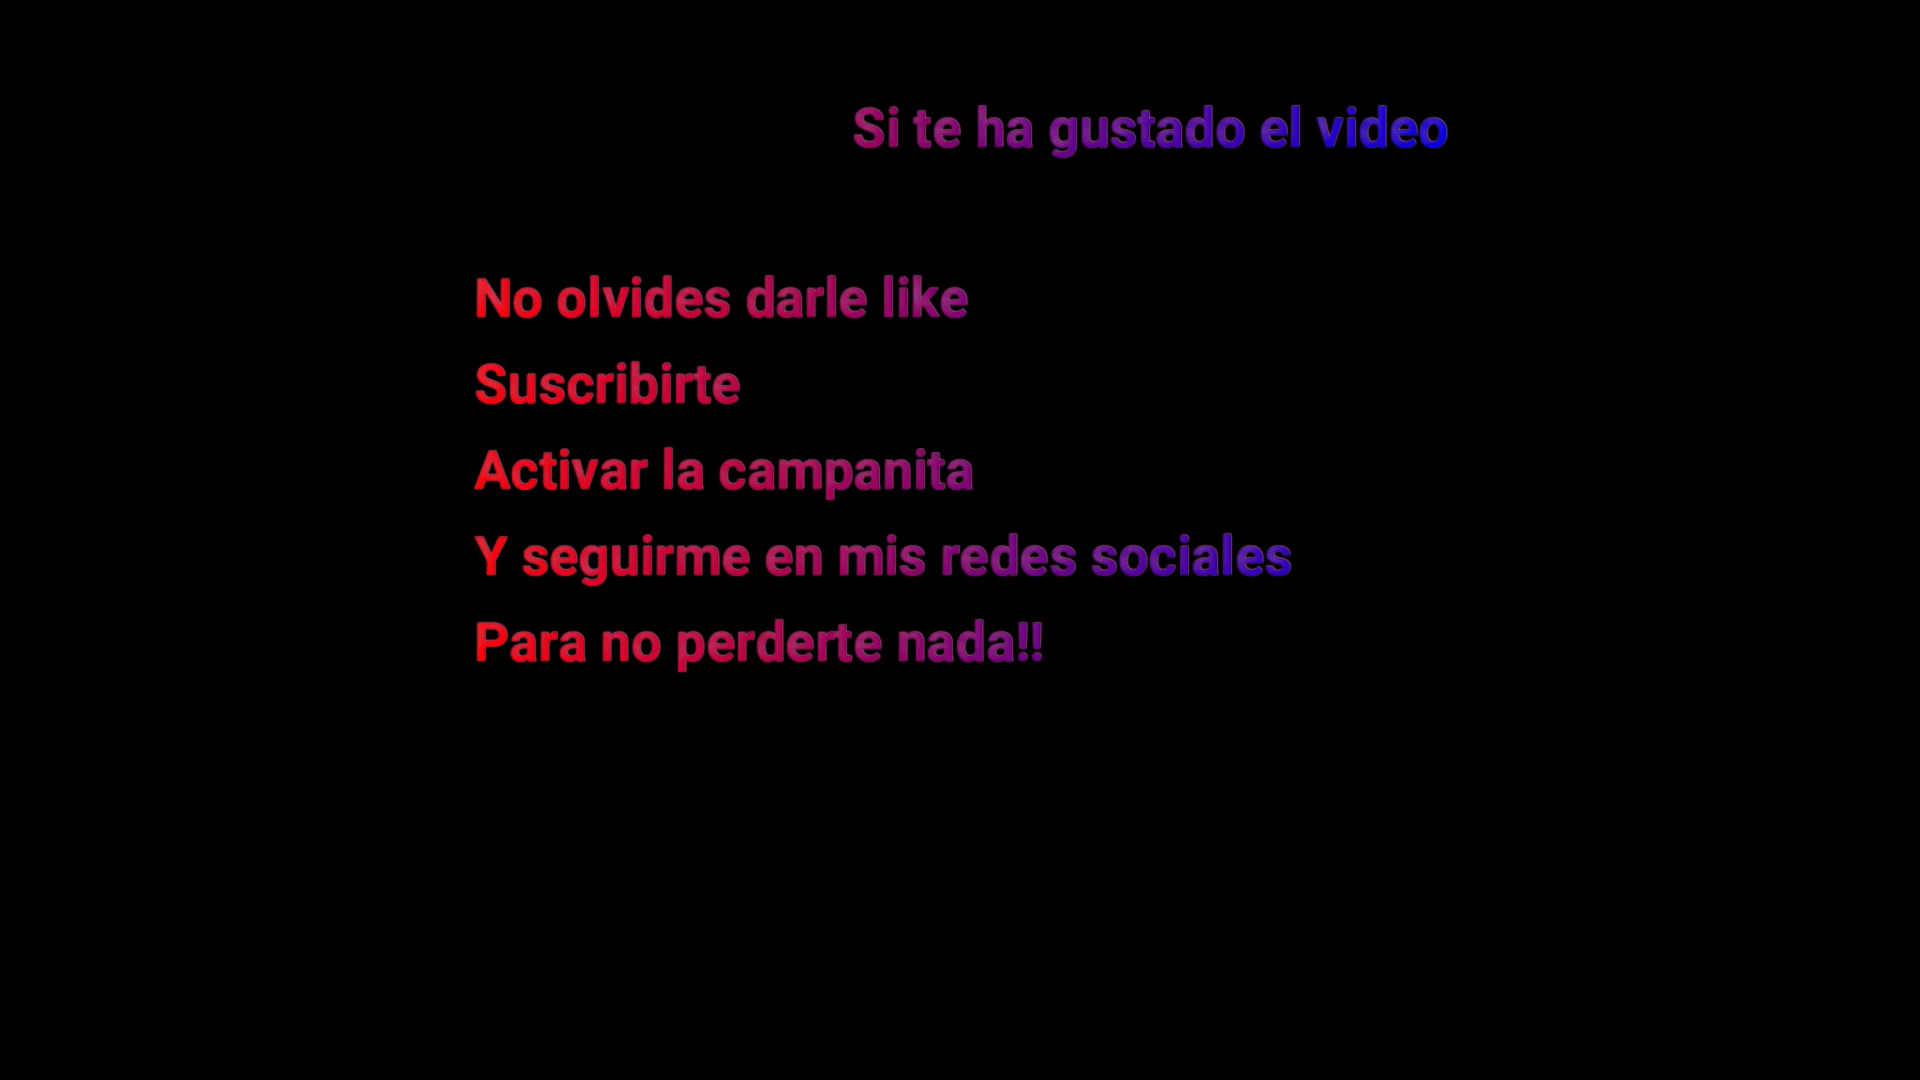 Si te ha gustado el video
No olvides darle like
Suscribirte
Activar la campanita
Y seguirme en mis redes sociales
Para no perderte nada!!